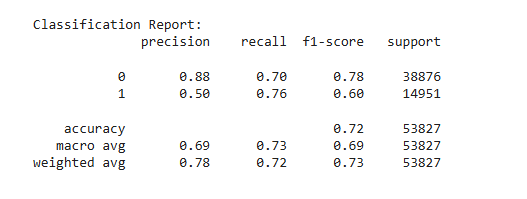 Classification Report:
precision recall f1-score support
0 0.88 0.70 0.78 38876
1 0.50 0.76 0.60 14951
accuracy 0.72 53827
macro avg 0.69 0.73 0.69 53827
weighted avg 0.78 0.72 0.73 53827